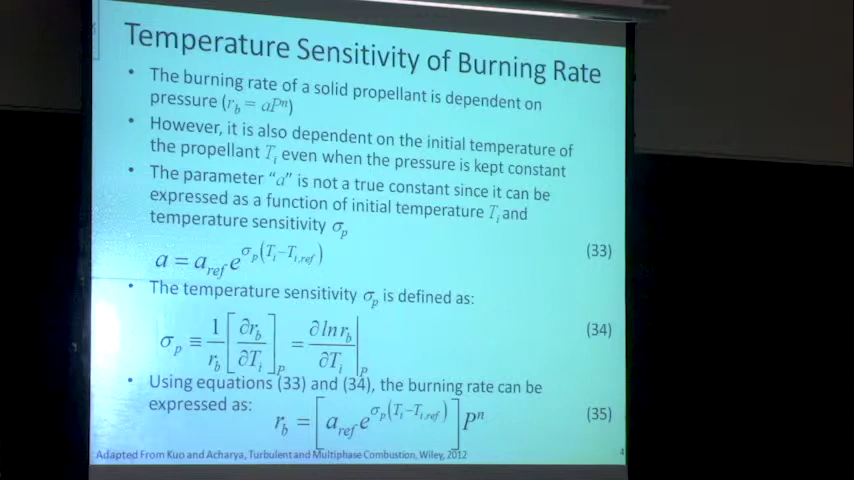 Temperature Sensitivity of Burning Rate
• The burning rate of a solid propellant is dependent on
pressure (r_b = aPⁿ)
• However, it is also dependent on the initial temperature of
the propellant T_i even when the pressure is kept constant
• The parameter "a" is not a true constant since it can be
expressed as a function of initial temperature T_i and
temperature sensitivity σ_p
a = a_ref e^{σ_p(T_i−T_{i,ref})} (33)
• The temperature sensitivity σ_p is defined as:
σ_p ≡ 1/r_b [∂r_b/∂T_i]_P = ∂ln r_b/∂T_i|_P (34)
• Using equations (33) and (34), the burning rate can be
expressed as:
r_b = [a_ref e^{σ_p(T_i−T_{i,ref})}] Pⁿ (35)
Adapted From Kuo and Acharya, Turbulent and Multiphase Combustion, Wiley, 2012
4